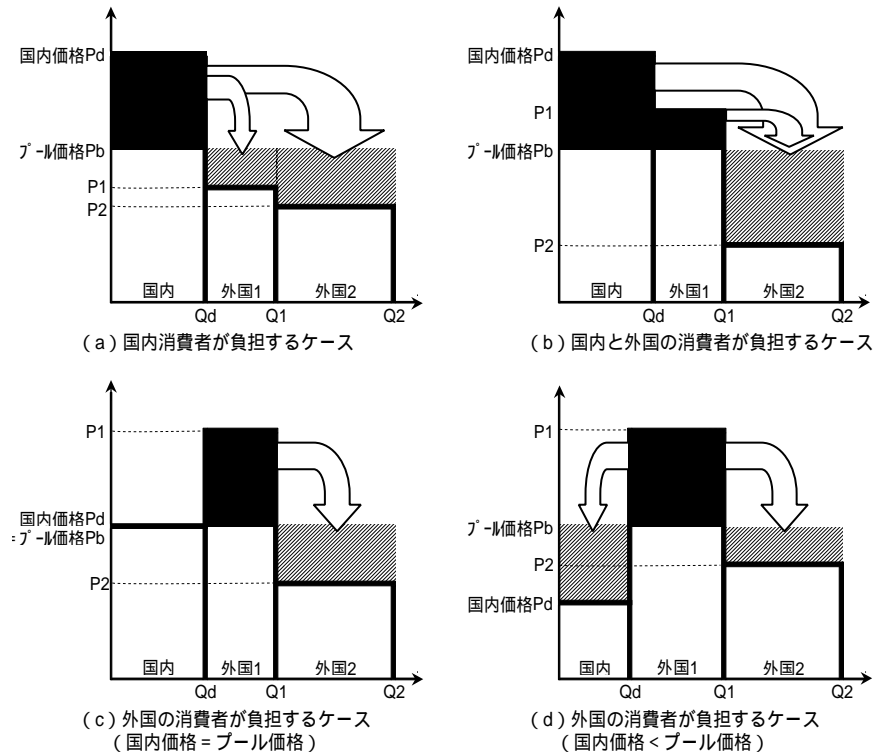 国内価格Pd
プール価格Pb
P1
P2
国内
外国1
外国2
Qd
Q1
Q2
(a)国内消費者が負担するケース
国内価格Pd
P1
プール価格Pb
P2
国内
外国1
外国2
Qd
Q1
Q2
(b)国内と外国の消費者が負担するケース
P1
国内価格Pd
=プール価格Pb
P2
国内
外国1
外国2
Qd
Q1
Q2
(c)外国の消費者が負担するケース
(国内価格=プール価格)
P1
プール価格Pb
P2
国内価格Pd
国内
外国1
外国2
Qd
Q1
Q2
(d)外国の消費者が負担するケース
(国内価格<プール価格)